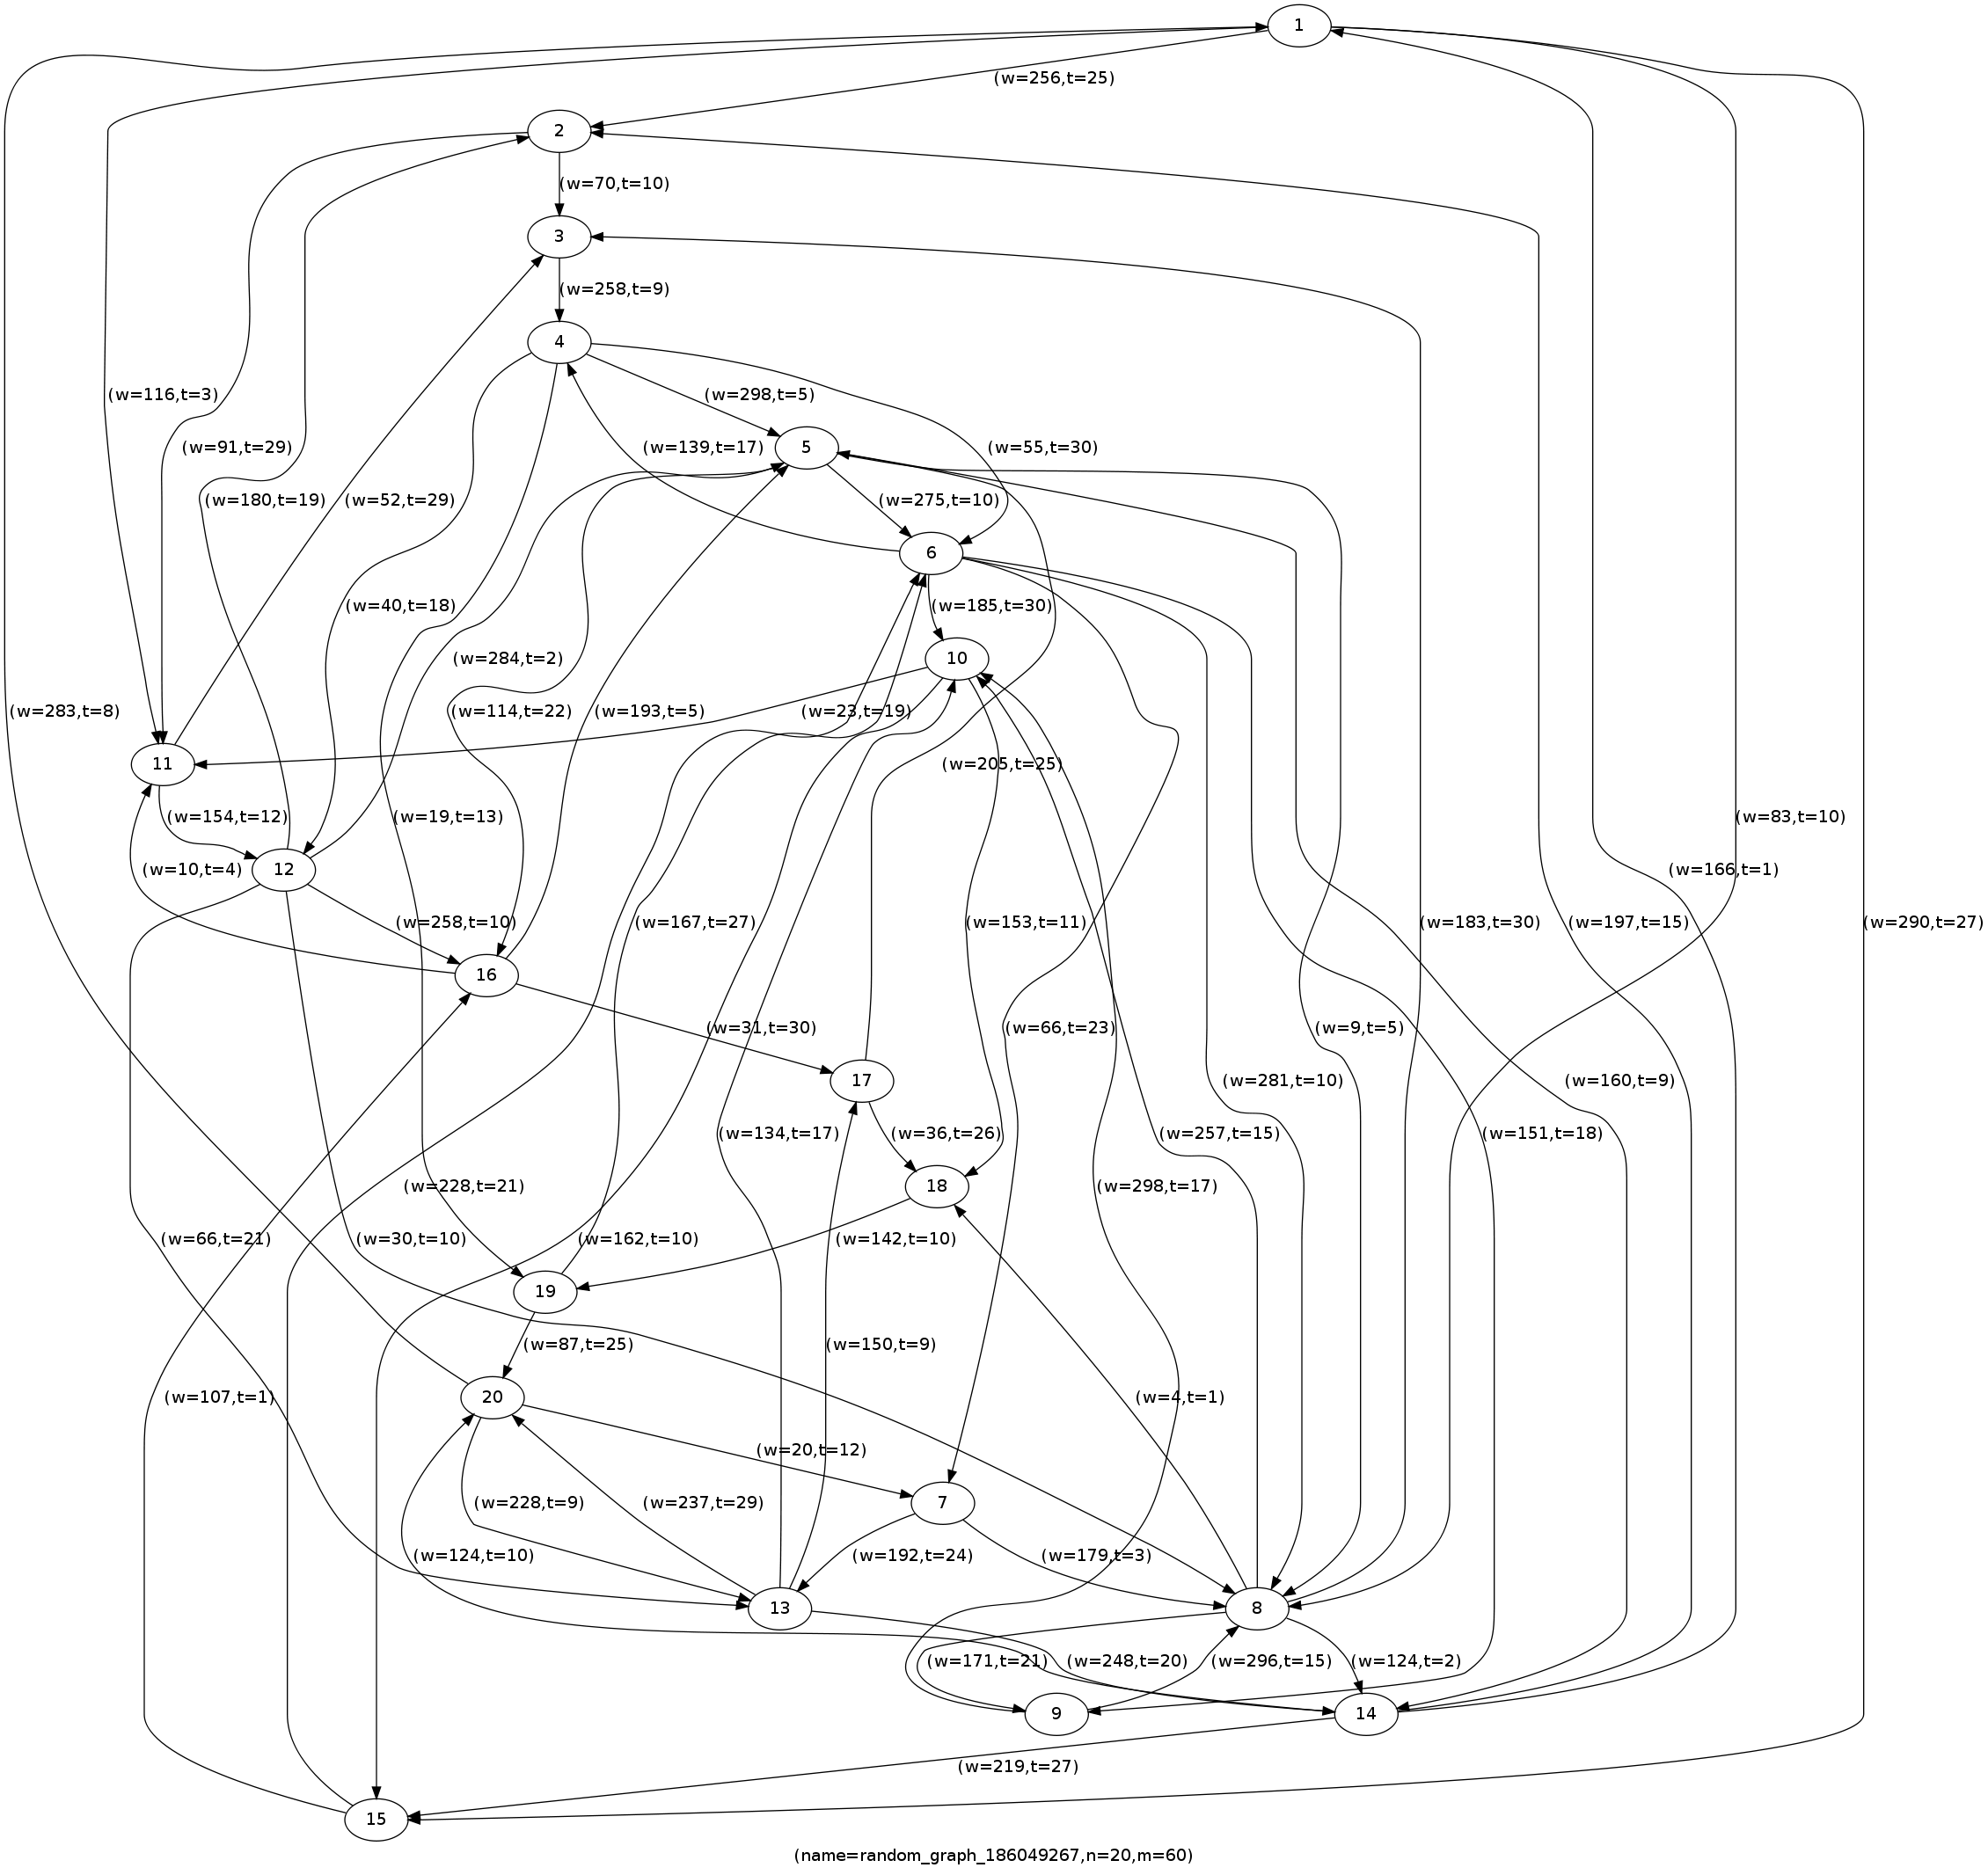 1
(w=256,t=25)
2
(w=70,t=10)
3
(w=258,t=9)
4
(w=116,t=3)
(w=298,t=5)
(w=91,t=29)
(w=139,t=17)
5
(w=55,t=30)
(w=180,t=19)
(w=52,t=29)
(w=275,t=10)
6
(w=40,t=18)
(w=185,t=30)
(w=284,t=2)
10
(w=283,t=8)
(w=114,t=22)
(w=193,t=5)
(w=23,t=19)
11
(w=205,t=25)
(w=154,t=12)
(w=19,t=13)
(w=83,t=10)
(w=10,t=4)
12
(w=166,t=1)
(w=258,t=10)
(w=167,t=27)
(w=153,t=11)
(w=183,t=30)
(w=197,t=15)
(w=290,t=27)
16
(w=31,t=30)
(w=66,t=23)
(w=9,t=5)
17
(w=281,t=10)
(w=160,t=9)
(w=134,t=17)
(w=36,t=26)
(w=257,t=15)
(w=151,t=18)
(w=228,t=21)
18
(w=298,t=17)
(w=66,t=21)
(w=30,t=10)
(w=162,t=10)
(w=142,t=10)
19
(w=87,t=25)
(w=150,t=9)
(w=107,t=1)
20
(w=4,t=1)
(w=20,t=12)
(w=228,t=9)
(w=237,t=29)
7
(w=124,t=10)
(w=192,t=24)
(w=179,t=3)
13
8
(w=171,t=21)
(w=248,t=20)
(w=296,t=15)
(w=124,t=2)
9
14
(w=219,t=27)
15
(name=random_graph_186049267,n=20,m=60)